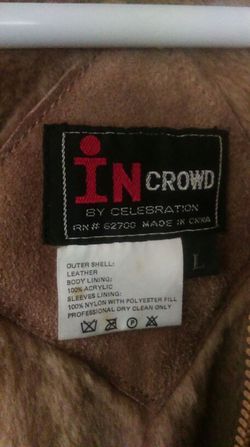 iN CROWD
BY CELEBRATION
RN# 62700 MADE IN CHINA
L
OUTER SHELL:
LEATHER
BODY LINING:
100% ACRYLIC
SLEEVES LINING:
100% NYLON WITH POLYESTER FILL
PROFESSIONAL DRY CLEAN ONLY